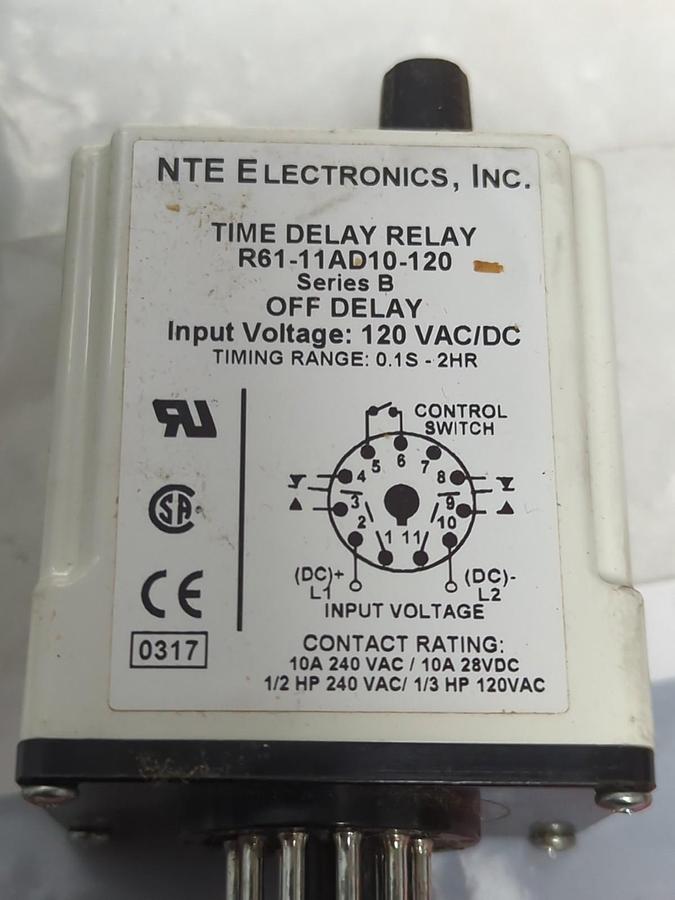 NTE ELECTRONICS, INC.
TIME DELAY RELAY
R61-11AD10-120
Series B
OFF DELAY
Input Voltage: 120 VAC/DC
TIMING RANGE: 0.1S - 2HR
CONTROL
SWITCH
5 6 7
4 8
3 9
2 10
1 11
(DC)+ (DC)-
L1 L2
INPUT VOLTAGE
SA
CE
0317
CONTACT RATING:
10A 240 VAC / 10A 28VDC
1/2 HP 240 VAC/ 1/3 HP 120VAC